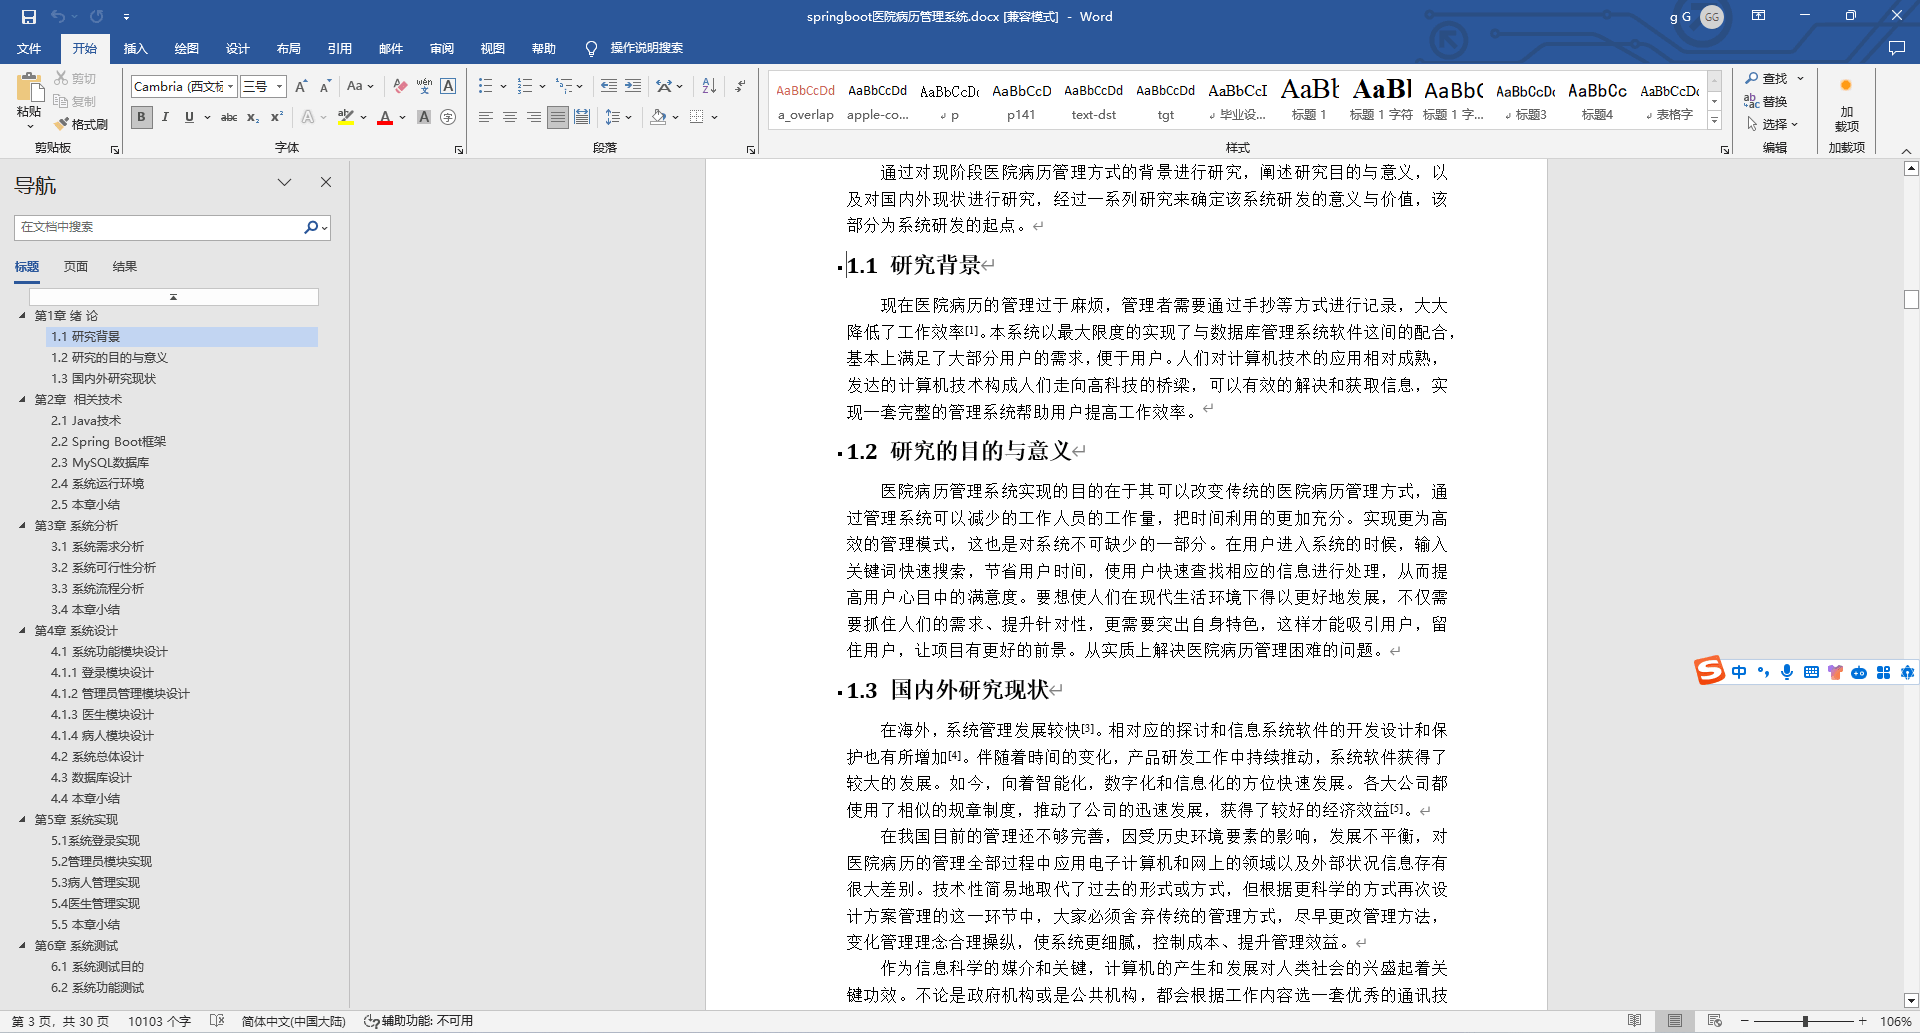 springboot医院病历管理系统.docx [兼容模式] - Word
g G
GG
文件 开始 插入 绘图 设计 布局 引用 邮件 审阅 视图 帮助 操作说明搜索
粘贴
剪切
复制
格式刷
剪贴板
Cambria (西文标 三号
字体
段落
AaBbCcDd AaBbCcDd AaBbCcDc AaBbCcD AaBbCcDd AaBbCcDd AaBbCcI AaBb AaBl AaBbC AaBbCcDc AaBbCc AaBbCcDc
a_overlap apple-co... p p141 text-dst tgt 毕业设... 标题 1 标题 1 字符 标题 1 字... 标题3 标题4 表格字
样式
查找
替换
选择
编辑
加
载项
加载项
导航
在文档中搜索
标题 页面 结果
第1章 绪 论
1.1 研究背景
1.2 研究的目的与意义
1.3 国内外研究现状
第2章 相关技术
2.1 Java技术
2.2 Spring Boot框架
2.3 MySQL数据库
2.4 系统运行环境
2.5 本章小结
第3章 系统分析
3.1 系统需求分析
3.2 系统可行性分析
3.3 系统流程分析
3.4 本章小结
第4章 系统设计
4.1 系统功能模块设计
4.1.1 登录模块设计
4.1.2 管理员管理模块设计
4.1.3 医生模块设计
4.1.4 病人模块设计
4.2 系统总体设计
4.3 数据库设计
4.4 本章小结
第5章 系统实现
5.1系统登录实现
5.2管理员模块实现
5.3病人管理实现
5.4医生管理实现
5.5 本章小结
第6章 系统测试
6.1 系统测试目的
6.2 系统功能测试
通过对现阶段医院病历管理方式的背景进行研究，阐述研究目的与意义，以
及对国内外现状进行研究，经过一系列研究来确定该系统研发的意义与价值，该
部分为系统研发的起点。
1.1 研究背景
现在医院病历的管理过于麻烦，管理者需要通过手抄等方式进行记录，大大
降低了工作效率[1]。本系统以最大限度的实现了与数据库管理系统软件这间的配合，
基本上满足了大部分用户的需求，便于用户。人们对计算机技术的应用相对成熟，
发达的计算机技术构成人们走向高科技的桥梁，可以有效的解决和获取信息，实
现一套完整的管理系统帮助用户提高工作效率。
1.2 研究的目的与意义
医院病历管理系统实现的目的在于其可以改变传统的医院病历管理方式，通
过管理系统可以减少的工作人员的工作量，把时间利用的更加充分。实现更为高
效的管理模式，这也是对系统不可缺少的一部分。在用户进入系统的时候，输入
关键词快速搜索，节省用户时间，使用户快速查找相应的信息进行处理，从而提
高用户心目中的满意度。要想使人们在现代生活环境下得以更好地发展，不仅需
要抓住人们的需求、提升针对性，更需要突出自身特色，这样才能吸引用户，留
住用户，让项目有更好的前景。从实质上解决医院病历管理困难的问题。
1.3 国内外研究现状
在海外，系统管理发展较快[3]。相对应的探讨和信息系统软件的开发设计和保
护也有所增加[4]。伴随着時间的变化，产品研发工作中持续推动，系统软件获得了
较大的发展。如今，向着智能化，数字化和信息化的方位快速发展。各大公司都
使用了相似的规章制度，推动了公司的迅速发展，获得了较好的经济效益[5]。
在我国目前的管理还不够完善，因受历史环境要素的影响，发展不平衡，对
医院病历的管理全部过程中应用电子计算机和网上的领域以及外部状况信息存有
很大差别。技术性简易地取代了过去的形式或方式，但根据更科学的方式再次设
计方案管理的这一环节中，大家必须舍弃传统的管理方式，尽早更改管理方法，
变化管理理念合理操纵，使系统更细腻，控制成本、提升管理效益。
作为信息科学的媒介和关键，计算机的产生和发展对人类社会的兴盛起着关
键功效。不论是政府机构或是公共机构，都会根据工作内容选一套优秀的通讯技
中
第 3 页，共 30 页 10103 个字 简体中文(中国大陆) 辅助功能: 不可用
106%